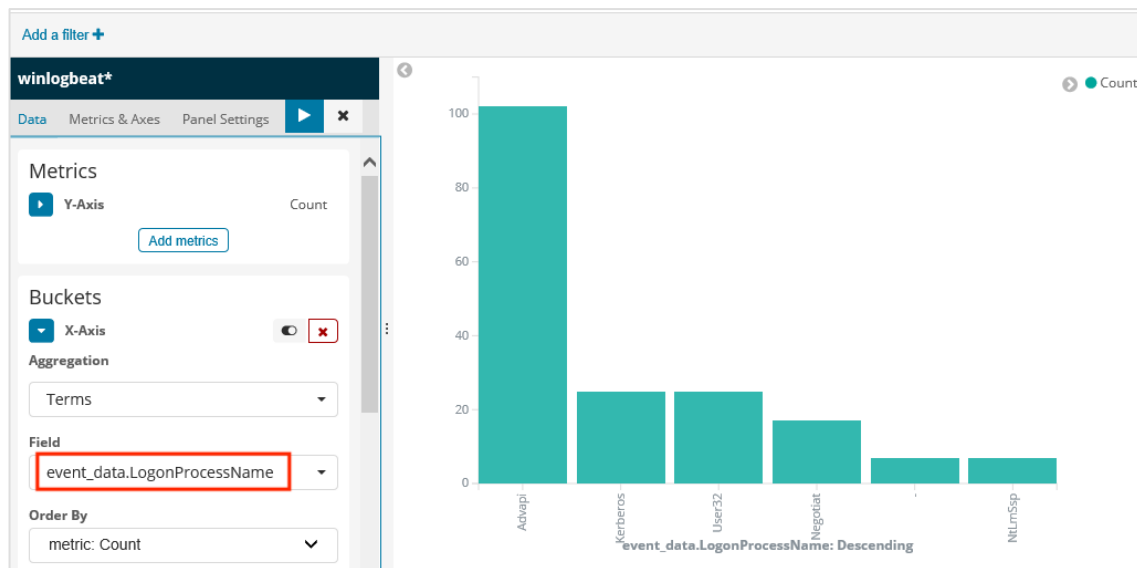 Add a filter +
winlogbeat*
Data Metrics & Axes Panel Settings
Metrics
Y-Axis Count
Add metrics
Buckets
X-Axis
Aggregation
Terms
Field
event_data.LogonProcessName
Order By
metric: Count
Count
100
80
60
40
20
0
Advapi
Kerberos
User32
Negotiat
-
NtLmSsp
event_data.LogonProcessName: Descending